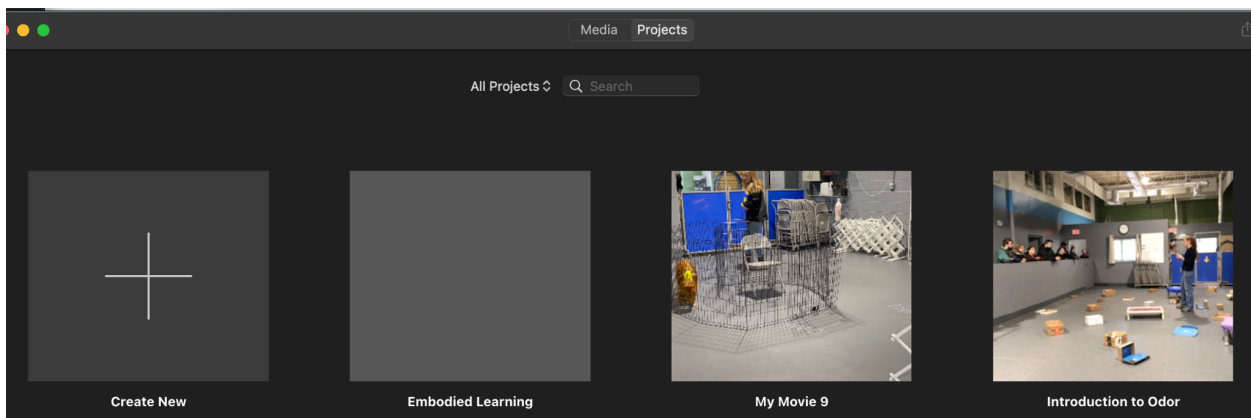 Media Projects
All Projects Search
Create New Embodied Learning My Movie 9 Introduction to Odor